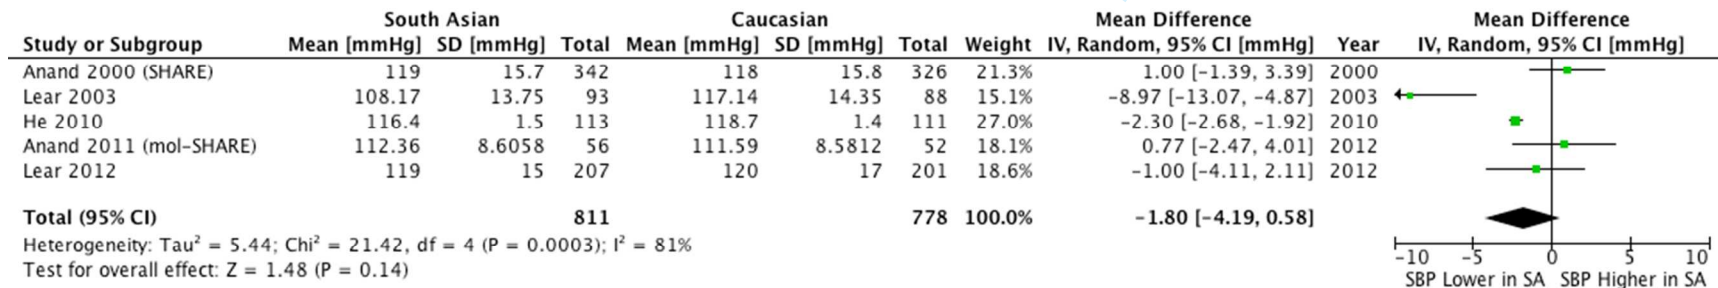 South Asian Caucasian Mean Difference Mean Difference
Study or Subgroup Mean [mmHg] SD [mmHg] Total Mean [mmHg] SD [mmHg] Total Weight IV, Random, 95% CI [mmHg] Year IV, Random, 95% CI [mmHg]
Anand 2000 (SHARE) 119 15.7 342 118 15.8 326 21.3% 1.00 [-1.39, 3.39] 2000
Lear 2003 108.17 13.75 93 117.14 14.35 88 15.1% -8.97 [-13.07, -4.87] 2003
He 2010 116.4 1.5 113 118.7 1.4 111 27.0% -2.30 [-2.68, -1.92] 2010
Anand 2011 (mol-SHARE) 112.36 8.6058 56 111.59 8.5812 52 18.1% 0.77 [-2.47, 4.01] 2012
Lear 2012 119 15 207 120 17 201 18.6% -1.00 [-4.11, 2.11] 2012
Total (95% CI) 811 778 100.0% -1.80 [-4.19, 0.58]
Heterogeneity: Tau² = 5.44; Chi² = 21.42, df = 4 (P = 0.0003); I² = 81%
Test for overall effect: Z = 1.48 (P = 0.14)
-10 -5 0 5 10
SBP Lower in SA SBP Higher in SA